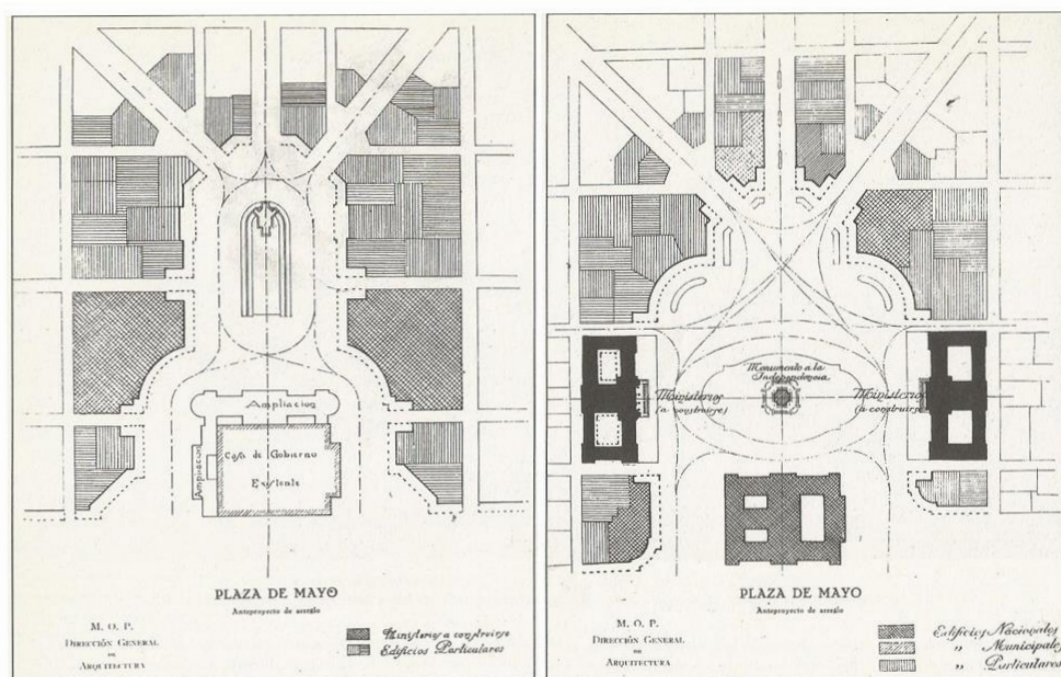 Ampliacion
Casa de Gobierno
Existente
Ampliacion
PLAZA DE MAYO
Anteproyecto de arreglo
M. O. P.
DIRECCIÓN GENERAL
DE
ARQUITECTURA
Ministerios a construirse
Edificios Particulares
Monumento a la
Independencia
Ministerios
(a construirse)
Ministerios
(a construirse)
PLAZA DE MAYO
Anteproyecto de arreglo
M. O. P.
DIRECCIÓN GENERAL
DE
ARQUITECTURA
Edificios Nacionales
„ Municipales
„ Particulares